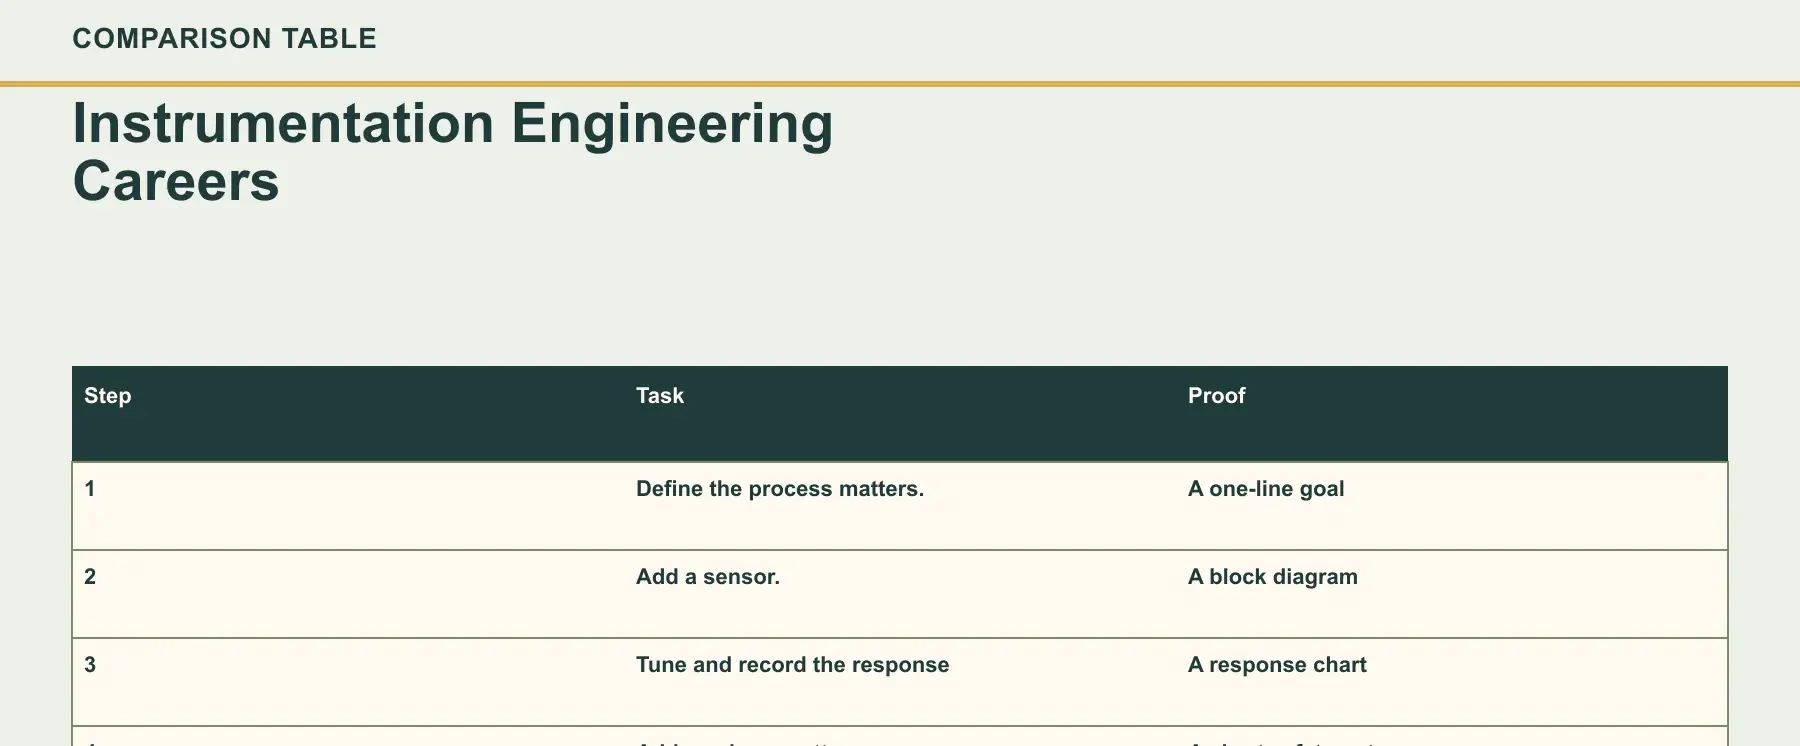 COMPARISON TABLE
Instrumentation Engineering
Careers
Step Task Proof
1 Define the process matters. A one-line goal
2 Add a sensor. A block diagram
3 Tune and record the response A response chart